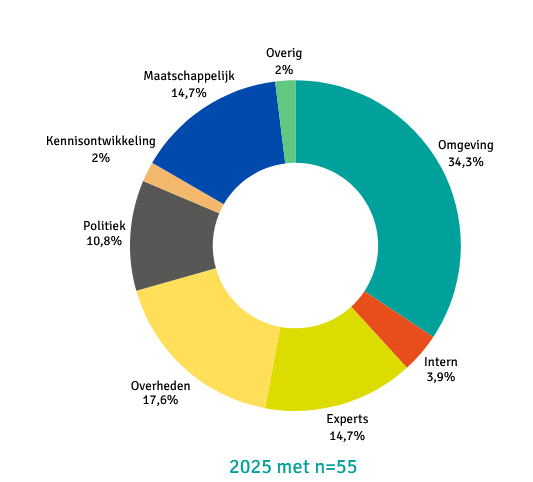 Overig
2%
Maatschappelijk
14,7%
Omgeving
34,3%
Kennisontwikkeling
2%
Politiek
10,8%
Intern
3,9%
Overheden
17,6%
Experts
14,7%
2025 met n=55